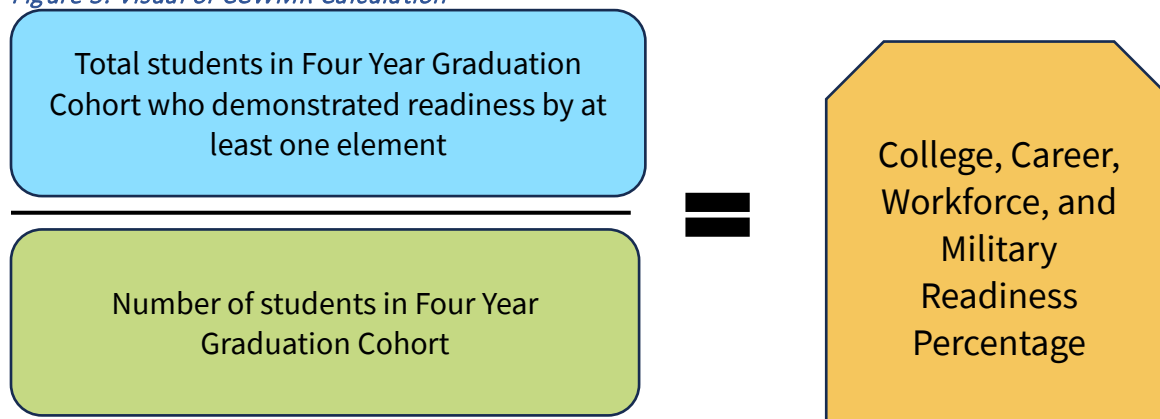 Total students in Four Year Graduation
Cohort who demonstrated readiness by at
least one element
Number of students in Four Year
Graduation Cohort
College, Career,
Workforce, and
Military
Readiness
Percentage